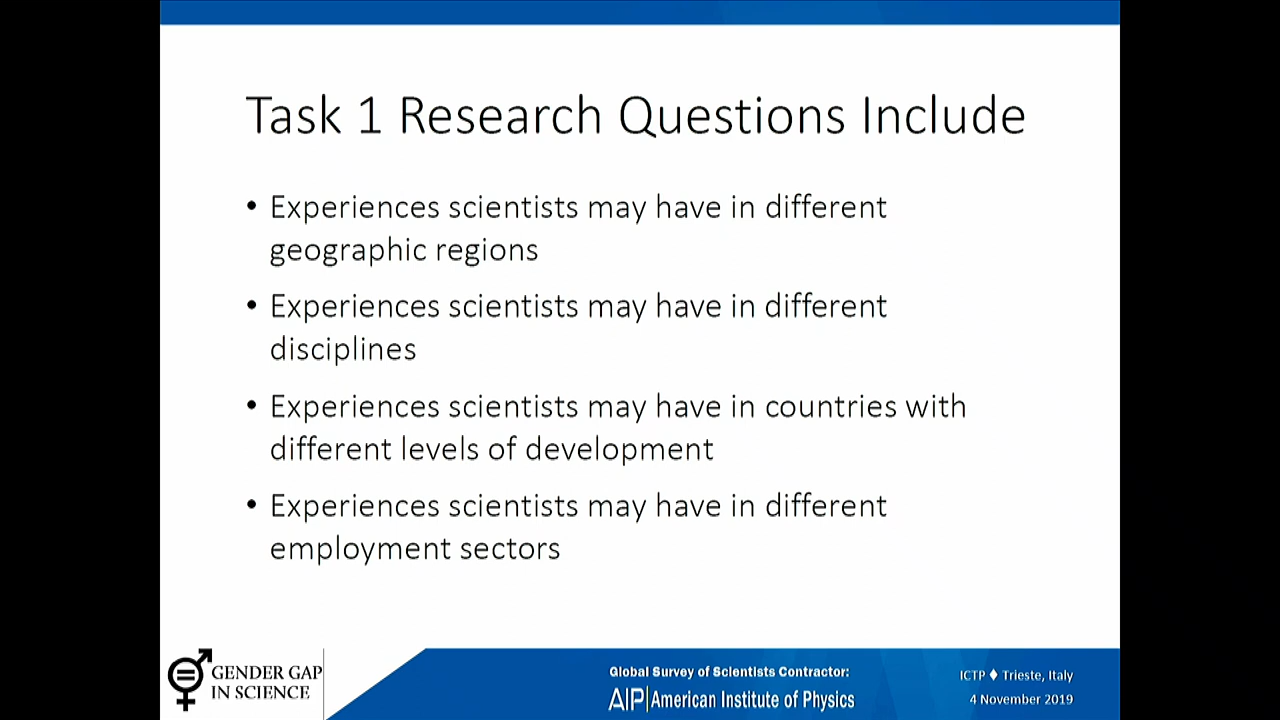 Task 1 Research Questions Include
• Experiences scientists may have in different
geographic regions
• Experiences scientists may have in different
disciplines
• Experiences scientists may have in countries with
different levels of development
• Experiences scientists may have in different
employment sectors
GENDER GAP
IN SCIENCE
Global Survey of Scientists Contractor:
AIP|American Institute of Physics
ICTP ♦ Trieste, Italy
4 November 2019